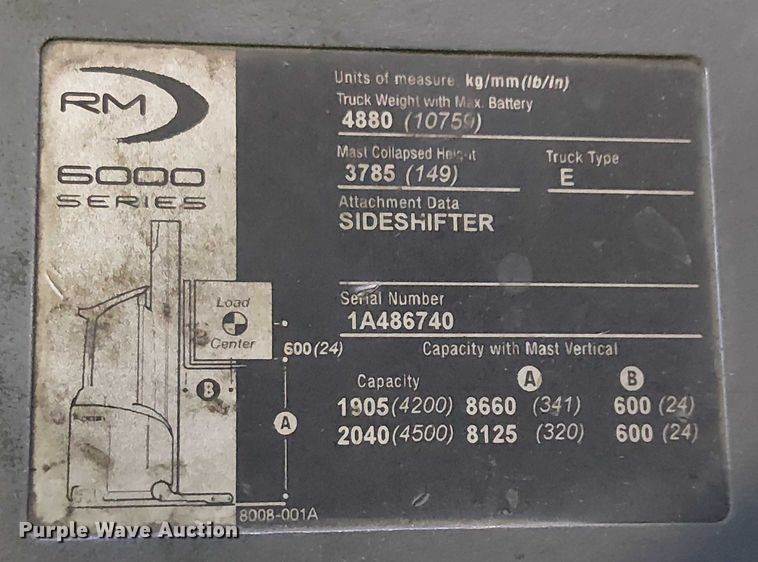 RM
6000
SERIES
Units of measure kg/mm(lb/in)
Truck Weight with Max. Battery
4880 (10759)
Mast Collapsed Height
3785 (149)
Truck Type
E
Attachment Data
SIDESHIFTER
Serial Number
1A486740
Load
Center
600(24)
B
A
Capacity with Mast Vertical
Capacity A B
1905(4200) 8660 (341) 600 (24)
2040(4500) 8125 (320) 600 (24)
8008-001A
Purple Wave Auction